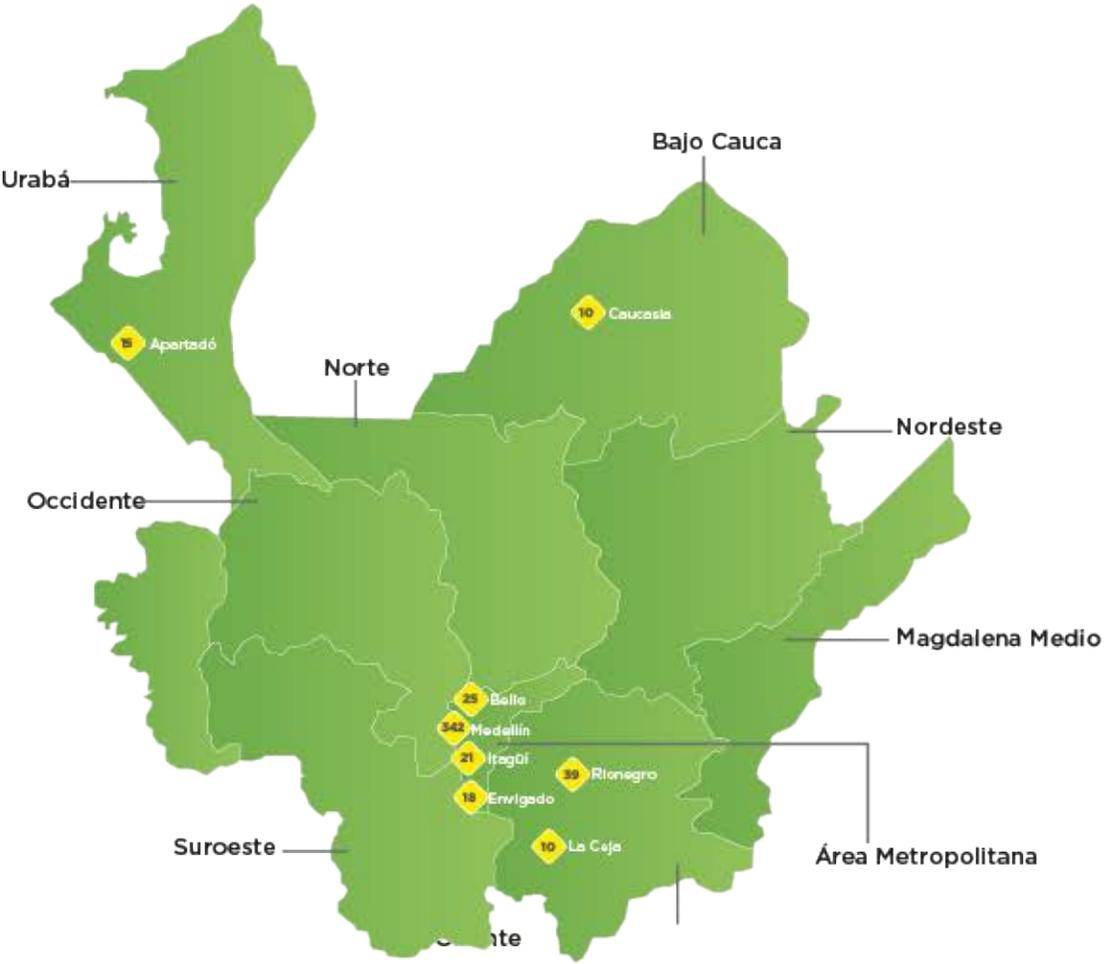 Bajo Cauca
Urabá
10 Caucasia
15 Apartadó
Norte
Nordeste
Occidente
Magdalena Medio
25 Bello
342 Medellín
21 Itagüí
39 Rionegro
18 Envigado
Suroeste
10 La Ceja
Área Metropolitana